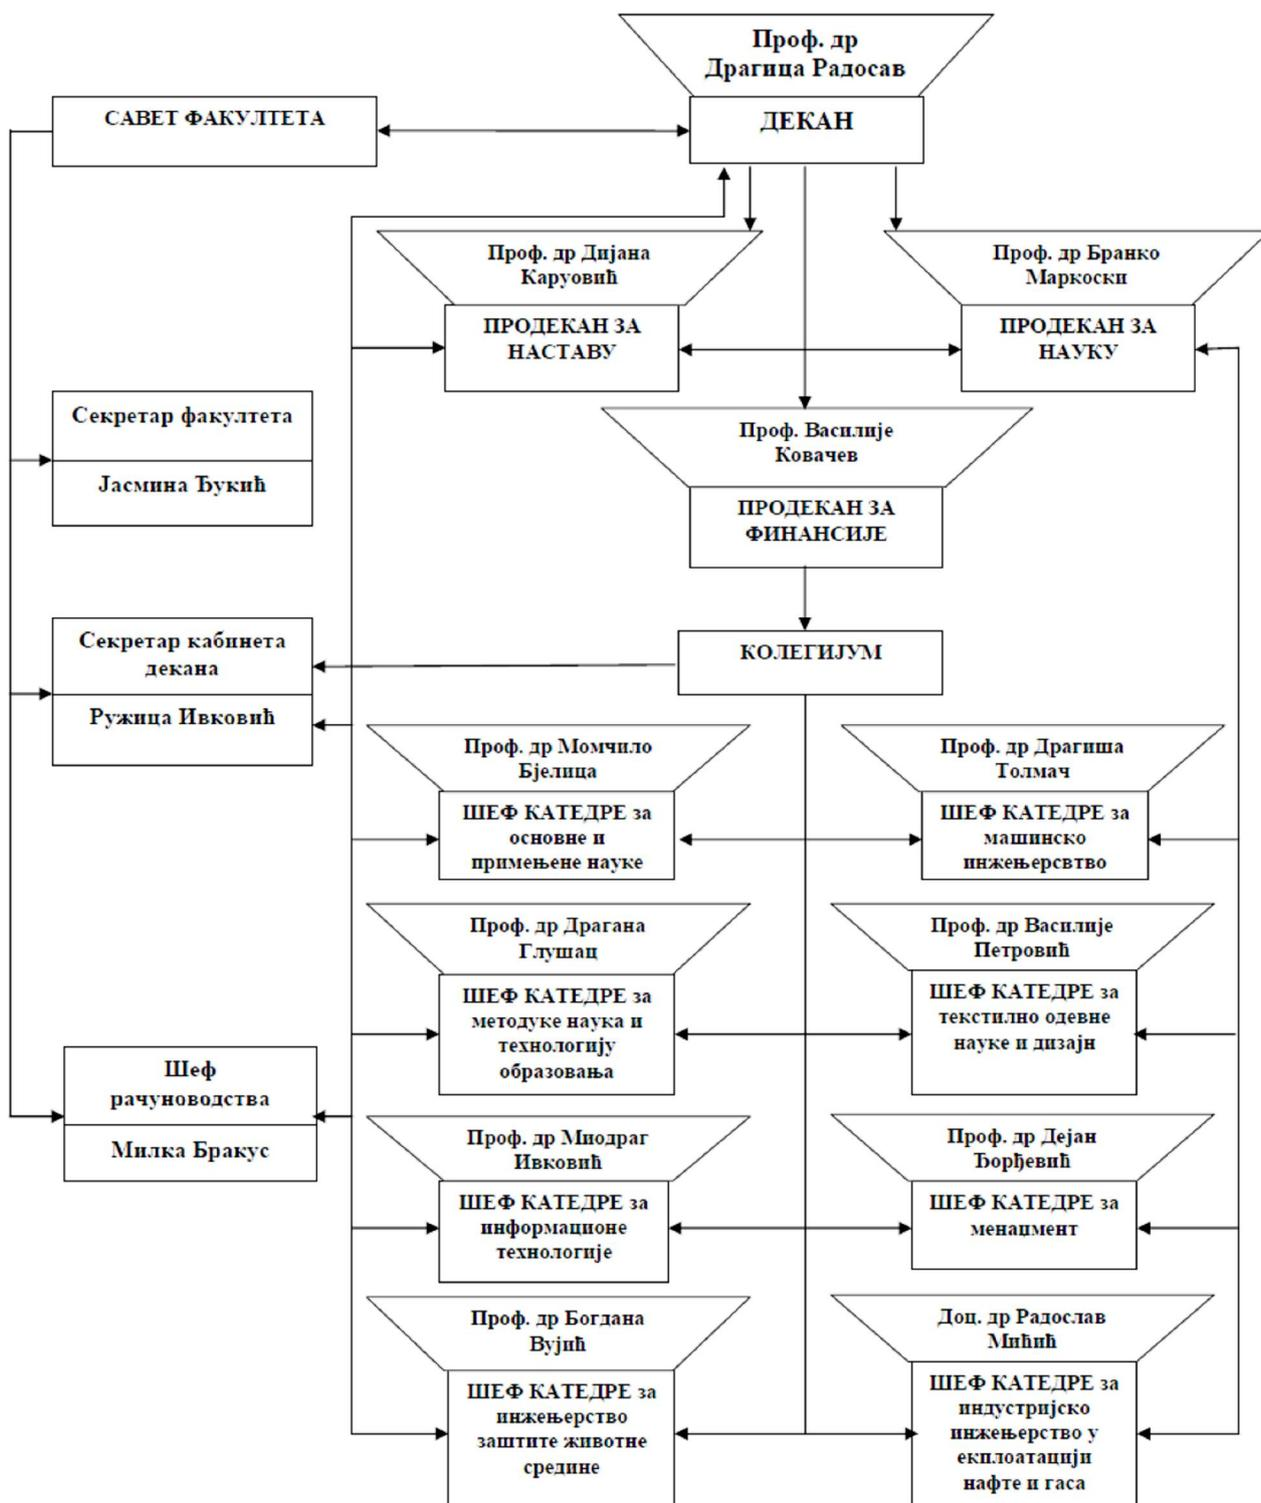 Проф. др
Драгица Радосав
САВЕТ ФАКУЛТЕТА
ДЕКАН
Проф. др Дијана
Каруовић
Проф. др Бранко
Маркоски
ПРОДЕКАН ЗА
НАСТАВУ
ПРОДЕКАН ЗА
НАУКУ
Секретар факултета
Јасмина Ђукић
Проф. Василије
Ковачев
ПРОДЕКАН ЗА
ФИНАНСИЈЕ
Секретар кабинета
декана
Ружица Ивковић
КОЛЕГИЈУМ
Проф. др Момчило
Бјелица
Проф. др Драгиша
Толмач
ШЕФ КАТЕДРЕ за
основне и
примењене науке
ШЕФ КАТЕДРЕ за
машинско
инжењерсвтво
Проф. др Драгана
Глушац
Проф. др Василије
Петровић
ШЕФ КАТЕДРЕ за
методуке наука и
технологију
образовања
ШЕФ КАТЕДРЕ за
текстилно одевне
науке и дизајн
Шеф
рачуноводства
Милка Бракус
Проф. др Миодраг
Ивковић
Проф. др Дејан
Ђорђевић
ШЕФ КАТЕДРЕ за
информационе
технологије
ШЕФ КАТЕДРЕ за
менаџмент
Проф. др Богдана
Вујић
Доц. др Радослав
Мићић
ШЕФ КАТЕДРЕ за
инжењерство
заштите животне
средине
ШЕФ КАТЕДРЕ за
индустријско
инжењерство у
експлоатацији
нафте и гаса